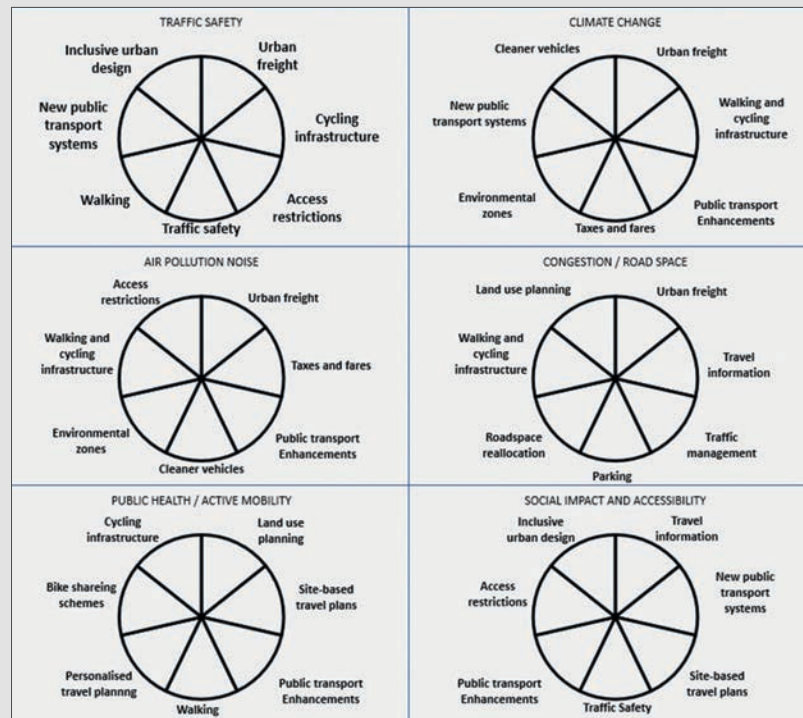 TRAFFIC SAFETY
Inclusive urban
design
Urban
freight
New public
transport
systems
Cycling
infrastructure
Walking
Access
restrictions
Traffic safety
CLIMATE CHANGE
Cleaner vehicles
Urban freight
New public
transport systems
Walking and
cycling
infrastructure
Environmental
zones
Public transport
Enhancements
Taxes and fares
AIR POLLUTION NOISE
Access
restrictions
Urban freight
Walking and
cycling
infrastructure
Taxes and fares
Environmental
zones
Public transport
Enhancements
Cleaner vehicles
CONGESTION / ROAD SPACE
Land use planning
Urban freight
Walking and
cycling
infrastructure
Travel
information
Roadspace
reallocation
Traffic
management
Parking
PUBLIC HEALTH / ACTIVE MOBILITY
Cycling
infrastructure
Land use
planning
Bike shareing
schemes
Site-based
travel plans
Personalised
travel plannng
Public transport
Enhancements
Walking
SOCIAL IMPACT AND ACCESSIBILITY
Inclusive
urban design
Travel
information
Access
restrictions
New public
transport
systems
Public transport
Enhancements
Site-based
travel plans
Traffic Safety